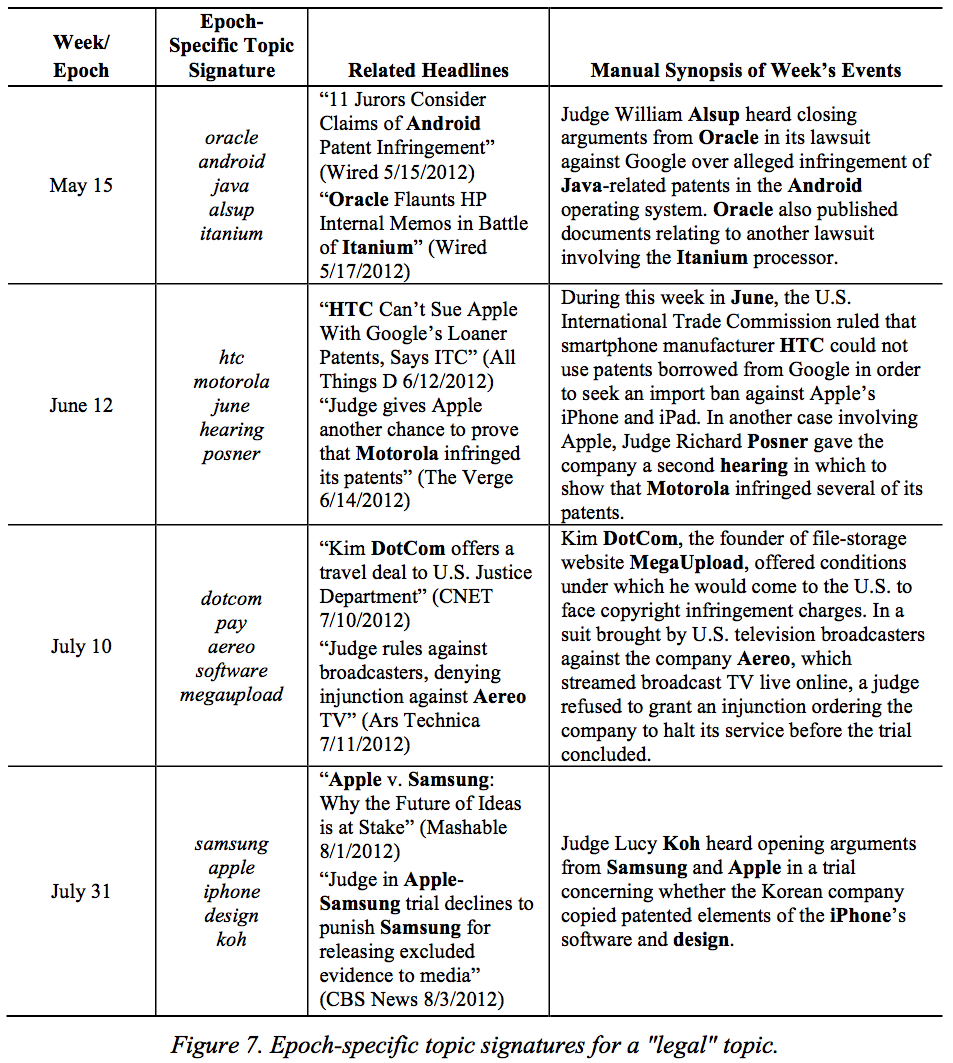 Week/
Epoch
Epoch-
Specific Topic
Signature
Related Headlines
Manual Synopsis of Week’s Events
May 15
oracle
android
java
alsup
itanium
“11 Jurors Consider
Claims of Android
Patent Infringement”
(Wired 5/15/2012)
“Oracle Flaunts HP
Internal Memos in Battle
of Itanium” (Wired
5/17/2012)
Judge William Alsup heard closing
arguments from Oracle in its lawsuit
against Google over alleged infringement of
Java-related patents in the Android
operating system. Oracle also published
documents relating to another lawsuit
involving the Itanium processor.
June 12
htc
motorola
june
hearing
posner
“HTC Can’t Sue Apple
With Google’s Loaner
Patents, Says ITC” (All
Things D 6/12/2012)
“Judge gives Apple
another chance to prove
that Motorola infringed
its patents” (The Verge
6/14/2012)
During this week in June, the U.S.
International Trade Commission ruled that
smartphone manufacturer HTC could not
use patents borrowed from Google in order
to seek an import ban against Apple’s
iPhone and iPad. In another case involving
Apple, Judge Richard Posner gave the
company a second hearing in which to
show that Motorola infringed several of its
patents.
July 10
dotcom
pay
aereo
software
megaupload
“Kim DotCom offers a
travel deal to U.S. Justice
Department” (CNET
7/10/2012)
“Judge rules against
broadcasters, denying
injunction against Aereo
TV” (Ars Technica
7/11/2012)
Kim DotCom, the founder of file-storage
website MegaUpload, offered conditions
under which he would come to the U.S. to
face copyright infringement charges. In a
suit brought by U.S. television broadcasters
against the company Aereo, which
streamed broadcast TV live online, a judge
refused to grant an injunction ordering the
company to halt its service before the trial
concluded.
July 31
samsung
apple
iphone
design
koh
“Apple v. Samsung:
Why the Future of Ideas
is at Stake” (Mashable
8/1/2012)
“Judge in Apple-
Samsung trial declines to
punish Samsung for
releasing excluded
evidence to media”
(CBS News 8/3/2012)
Judge Lucy Koh heard opening arguments
from Samsung and Apple in a trial
concerning whether the Korean company
copied patented elements of the iPhone’s
software and design.
Figure 7. Epoch-specific topic signatures for a "legal" topic.